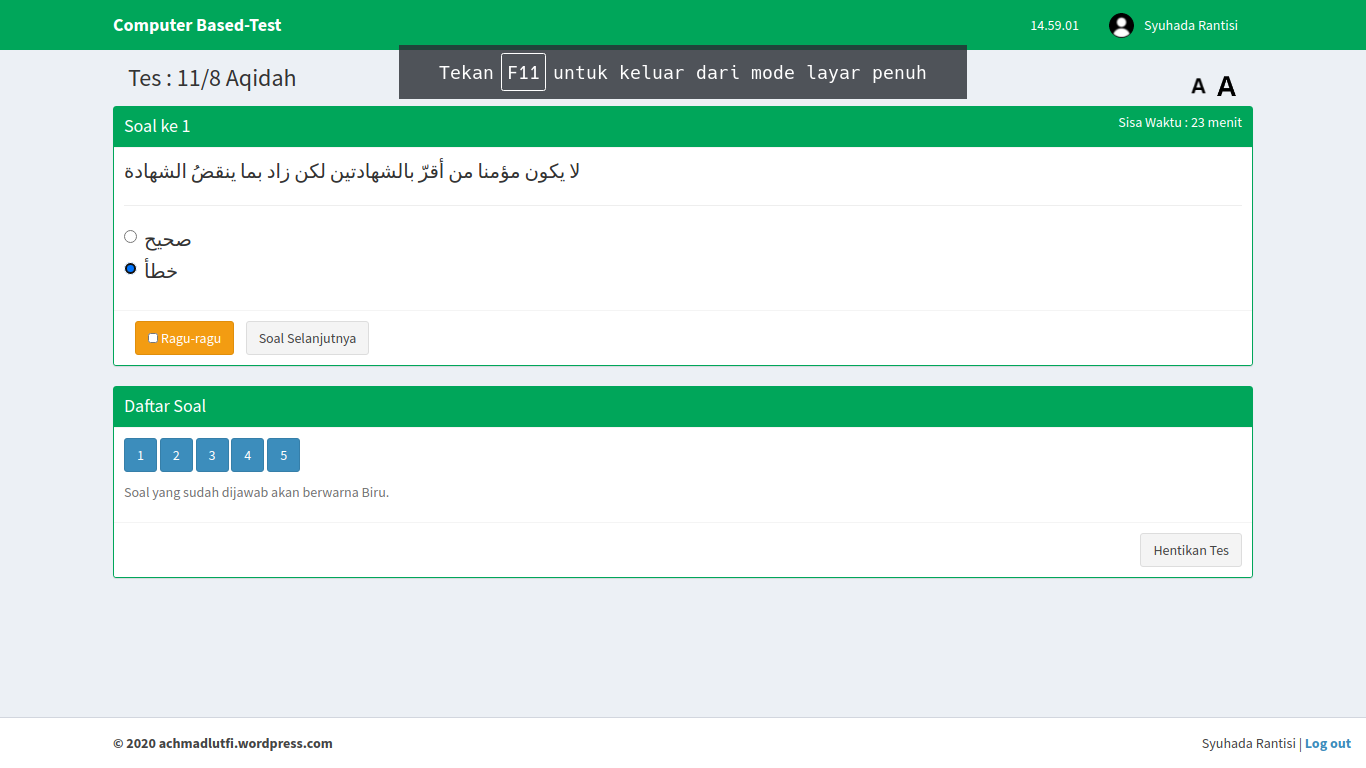 Computer Based-Test
14.59.01
Syuhada Rantisi
Tekan F11 untuk keluar dari mode layar penuh
Tes : 11/8 Aqidah
A A
Soal ke 1
Sisa Waktu : 23 menit
لا يكون مؤمنا من أقرّ بالشهادتين لكن زاد بما ينقضُ الشهادة
صحيح
خطأ
Ragu-ragu
Soal Selanjutnya
Daftar Soal
1 2 3 4 5
Soal yang sudah dijawab akan berwarna Biru.
Hentikan Tes
© 2020 achmadlutfi.wordpress.com
Syuhada Rantisi | Log out